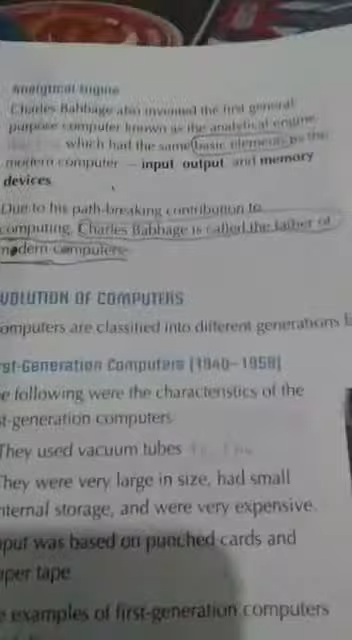 Analytical Engine
Charles Babbage also invented the first general
purpose computer known as the analytical engine
which had the same basic elements as the
modern computer – input output and memory
devices
Due to his path-breaking contribution to
computing, Charles Babbage is called the father of
modern computers
VOLUTION OF COMPUTERS
omputers are classified into different generations
rst-Generation Computers (1940–1958)
e following were the characteristics of the
st-generation computers
They used vacuum tubes
They were very large in size, had small
nternal storage, and were very expensive.
nput was based on punched cards and
aper tape
e examples of first-generation computers